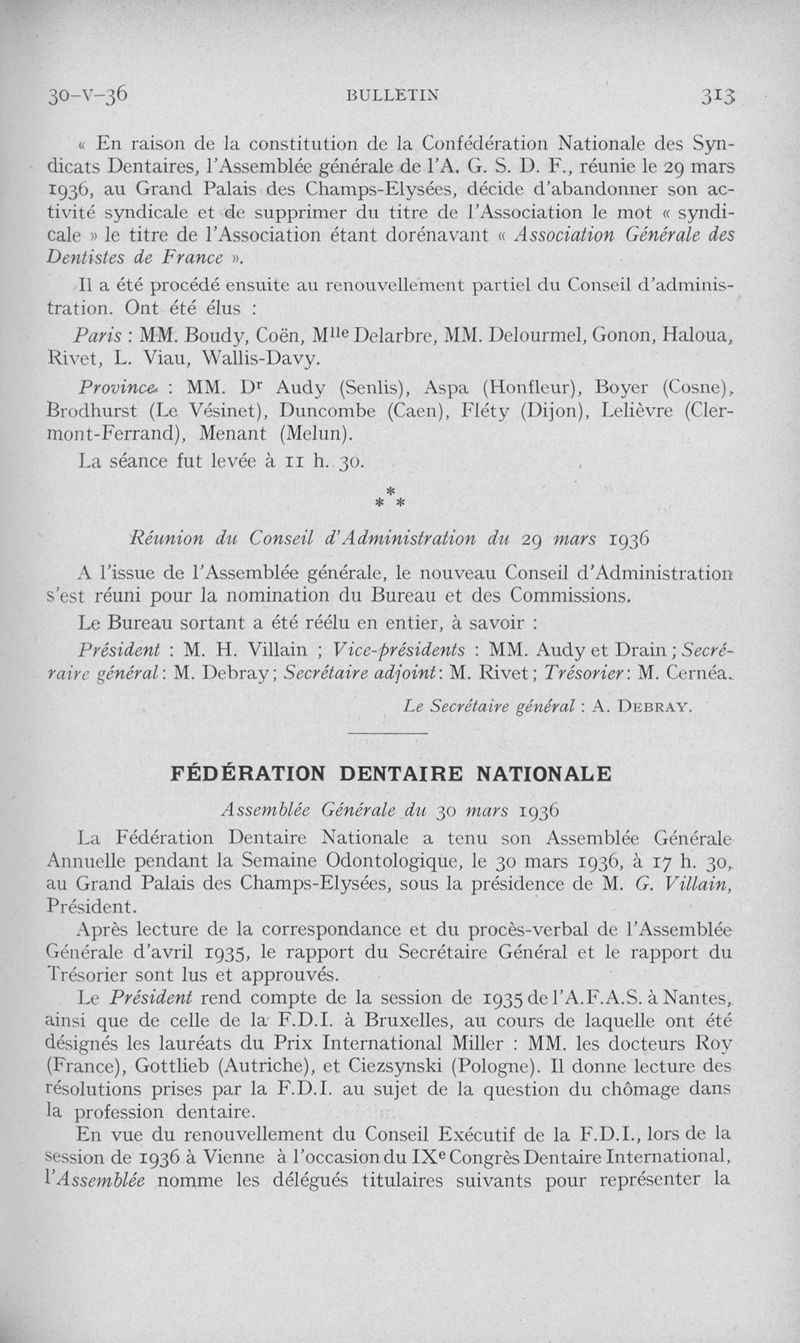 30-V-36 BULLETIN 313
« En raison de la constitution de la Confédération Nationale des Syn-
dicats Dentaires, l'Assemblée générale de l'A. G. S. D. F., réunie le 29 mars
1936, au Grand Palais des Champs-Elysées, décide d'abandonner son ac-
tivité syndicale et de supprimer du titre de l'Association le mot « syndi-
cale » le titre de l'Association étant dorénavant « Association Générale des
Dentistes de France ».
Il a été procédé ensuite au renouvellement partiel du Conseil d'adminis-
tration. Ont été élus :
Paris : MM. Boudy, Coën, Mlle Delarbre, MM. Delourmel, Gonon, Haloua,
Rivet, L. Viau, Wallis-Davy.
Province : MM. Dr Audy (Senlis), Aspa (Honfleur), Boyer (Cosne),
Brodhurst (Le Vésinet), Duncombe (Caen), Fléty (Dijon), Lelièvre (Cler-
mont-Ferrand), Menant (Melun).
La séance fut levée à 11 h. 30.
*
* *
Réunion du Conseil d'Administration du 29 mars 1936
A l'issue de l'Assemblée générale, le nouveau Conseil d'Administration
s'est réuni pour la nomination du Bureau et des Commissions.
Le Bureau sortant a été réélu en entier, à savoir :
Président : M. H. Villain ; Vice-présidents : MM. Audy et Drain ; Secré-
raire général : M. Debray ; Secrétaire adjoint : M. Rivet ; Trésorier : M. Cernéa.
Le Secrétaire général : A. DEBRAY.
FÉDÉRATION DENTAIRE NATIONALE
Assemblée Générale du 30 mars 1936
La Fédération Dentaire Nationale a tenu son Assemblée Générale
Annuelle pendant la Semaine Odontologique, le 30 mars 1936, à 17 h. 30,
au Grand Palais des Champs-Elysées, sous la présidence de M. G. Villain,
Président.
Après lecture de la correspondance et du procès-verbal de l'Assemblée
Générale d'avril 1935, le rapport du Secrétaire Général et le rapport du
Trésorier sont lus et approuvés.
Le Président rend compte de la session de 1935 de l'A.F.A.S. à Nantes,
ainsi que de celle de la F.D.I. à Bruxelles, au cours de laquelle ont été
désignés les lauréats du Prix International Miller : MM. les docteurs Roy
(France), Gottlieb (Autriche), et Ciezsynski (Pologne). Il donne lecture des
résolutions prises par la F.D.I. au sujet de la question du chômage dans
la profession dentaire.
En vue du renouvellement du Conseil Exécutif de la F.D.I., lors de la
session de 1936 à Vienne à l'occasion du IXe Congrès Dentaire International,
l'Assemblée nomme les délégués titulaires suivants pour représenter la